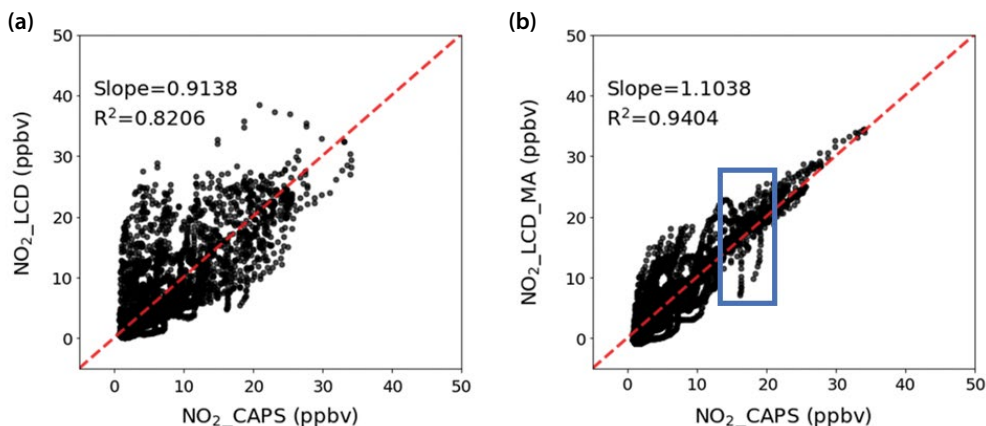 (a)
50
40
30
20
10
0
NO₂_LCD (ppbv)
Slope=0.9138
R²=0.8206
0 10 20 30 40 50
NO₂_CAPS (ppbv)
(b)
50
40
30
20
10
0
NO₂_LCD_MA (ppbv)
Slope=1.1038
R²=0.9404
0 10 20 30 40 50
NO₂_CAPS (ppbv)